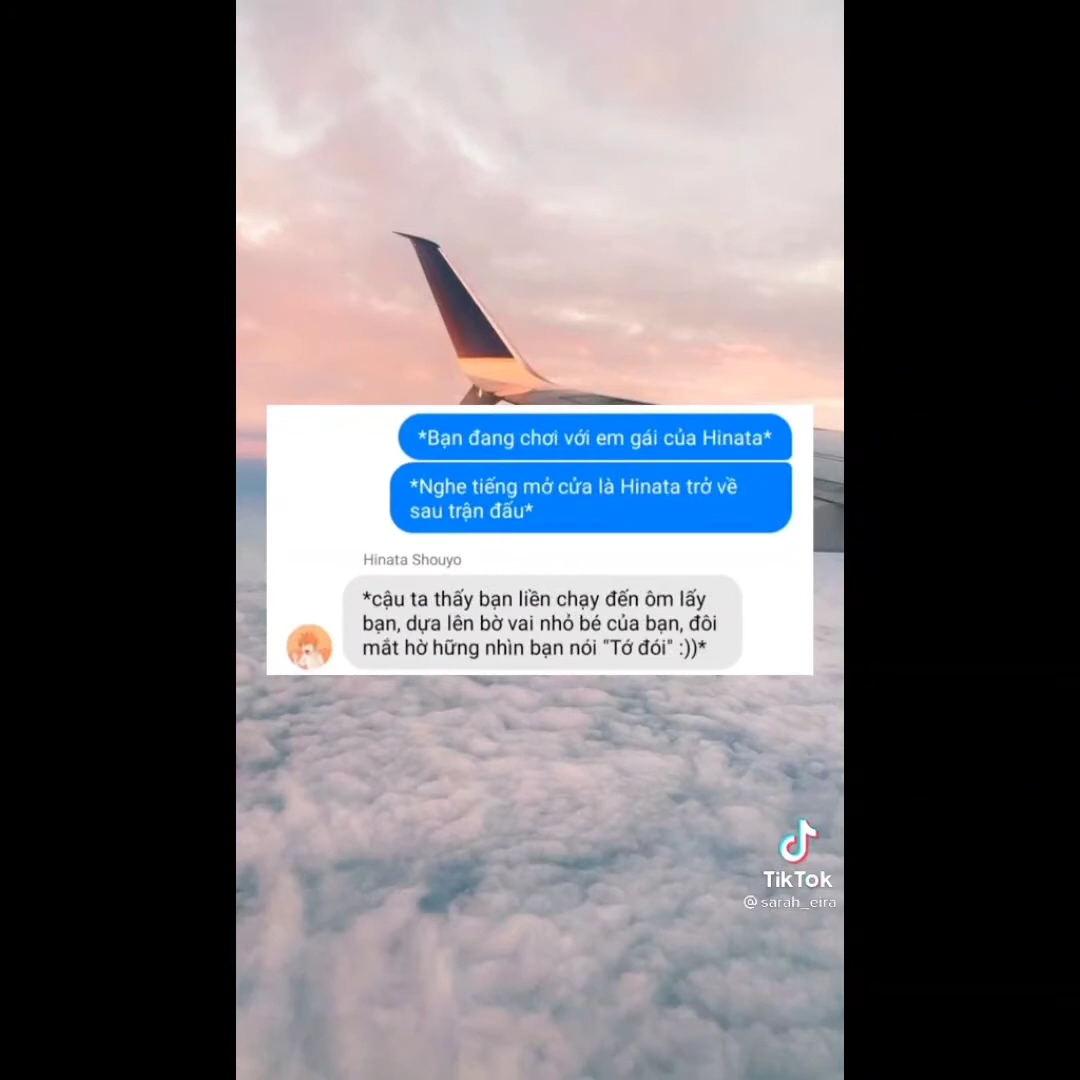 *Bạn đang chơi với em gái của Hinata*
*Nghe tiếng mở cửa là Hinata trở về
sau trận đấu*
Hinata Shouyo
*cậu ta thấy bạn liền chạy đến ôm lấy
bạn, dựa lên bờ vai nhỏ bé của bạn, đôi
mắt hờ hững nhìn bạn nói "Tớ đói" :))*
TikTok
@sarah_eira